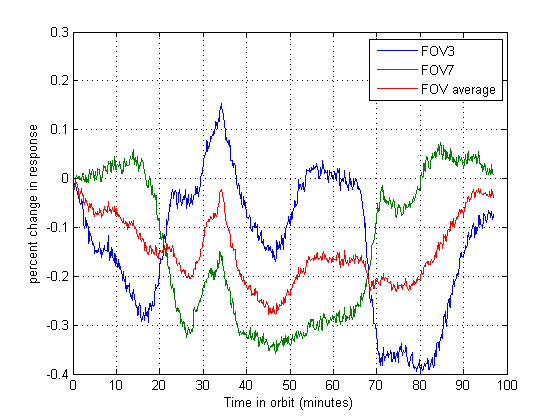 0.3
0.2
0.1
0
-0.1
-0.2
-0.3
-0.4
percent change in response
FOV3
FOV7
FOV average
0 10 20 30 40 50 60 70 80 90 100
Time in orbit (minutes)